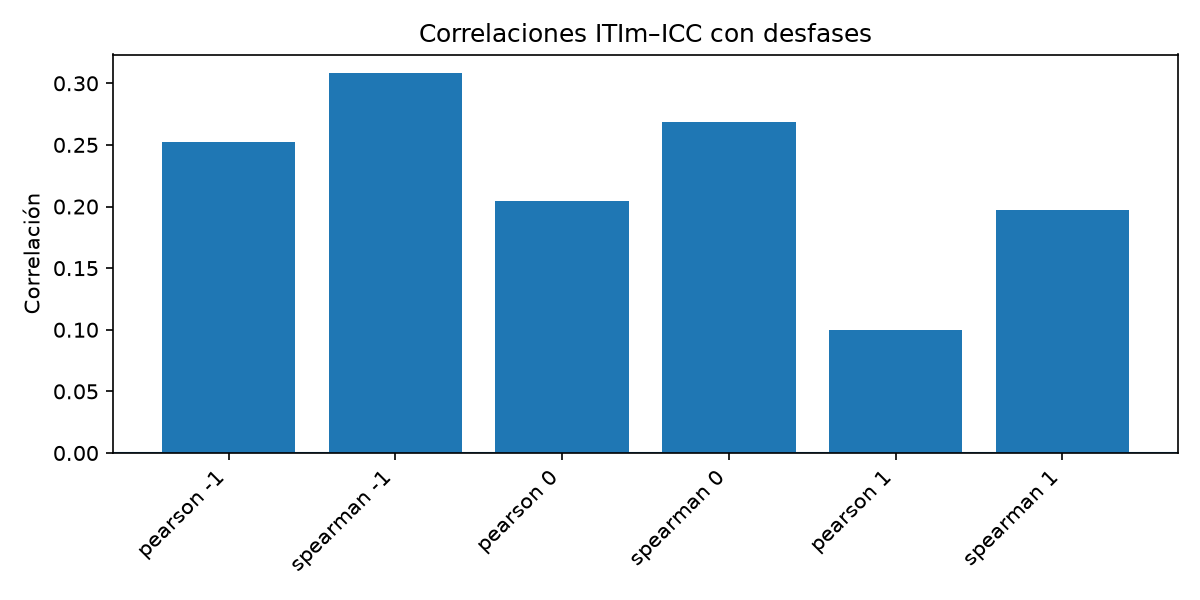 Correlaciones ITIm–ICC con desfases
Correlación
0.30
0.25
0.20
0.15
0.10
0.05
0.00
pearson -1
spearman -1
pearson 0
spearman 0
pearson 1
spearman 1